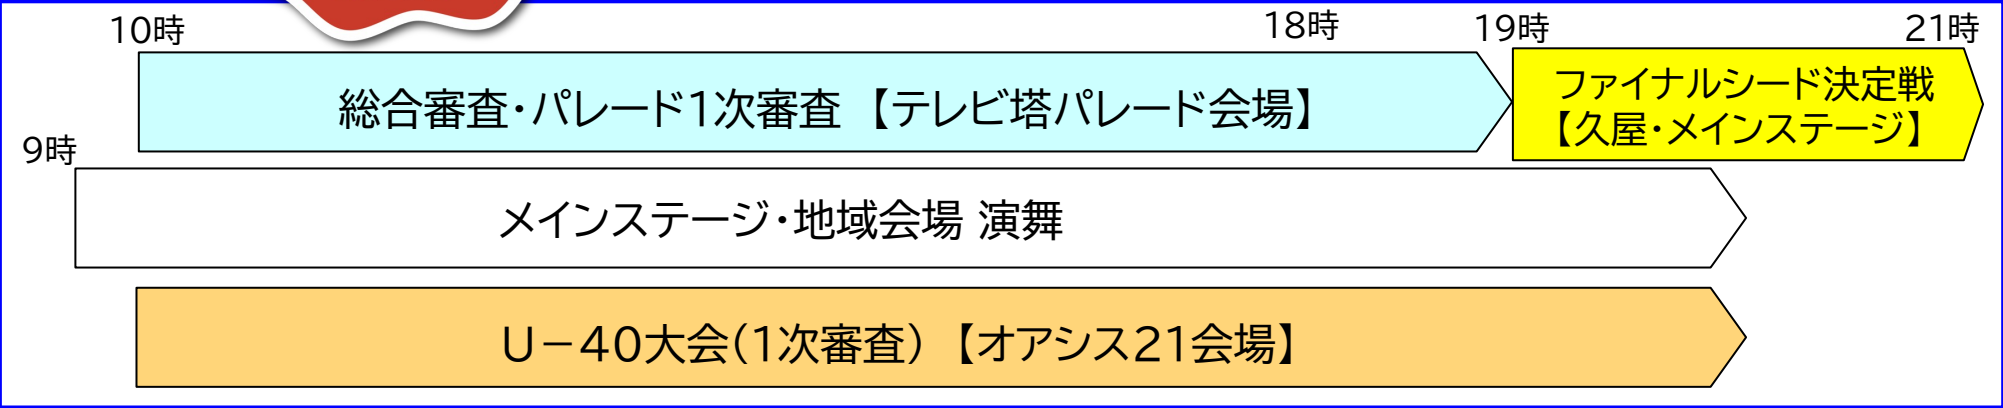 10時
18時
19時
21時
総合審査・パレード1次審査 【テレビ塔パレード会場】
ファイナルシード決定戦
【久屋・メインステージ】
9時
メインステージ・地域会場 演舞
U－40大会(1次審査) 【オアシス21会場】